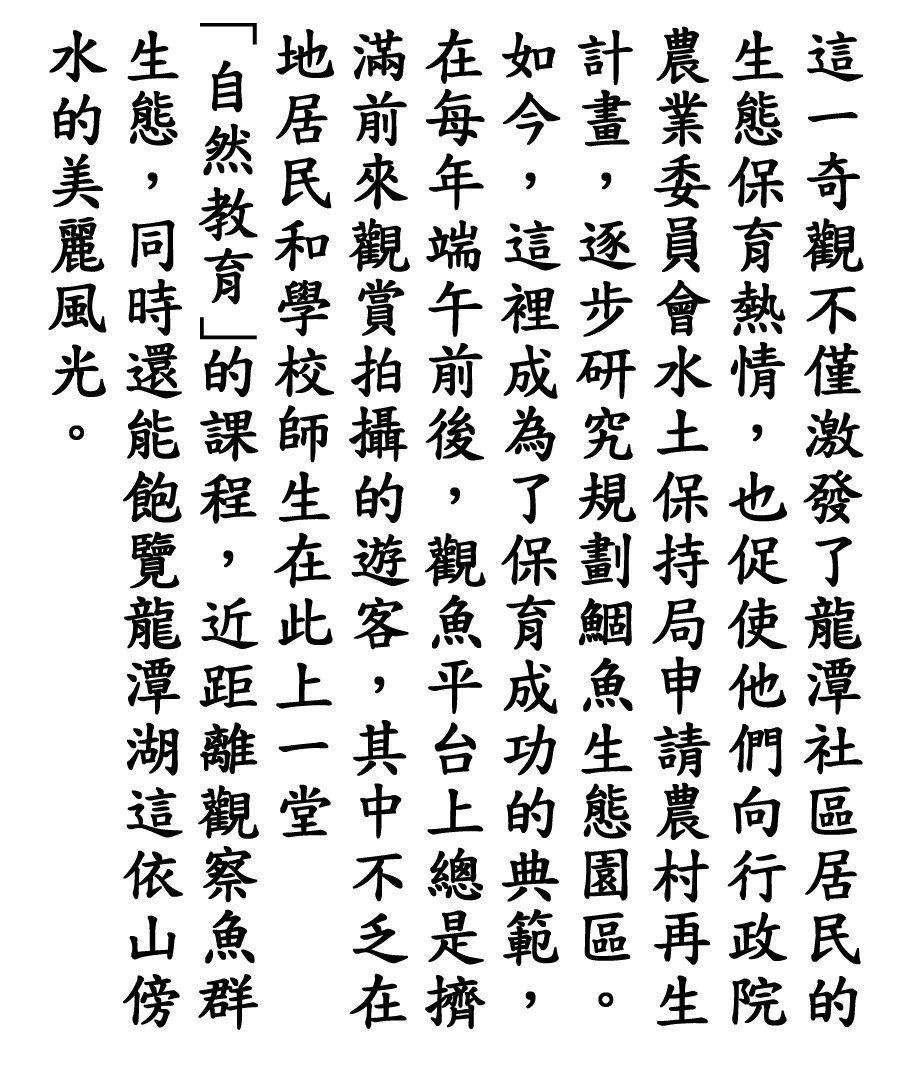 這一奇觀不僅激發了龍潭社區居民的
生態保育熱情，也促使他們向行政院
農業委員會水土保持局申請農村再生
計畫，逐步研究規劃鯝魚生態園區。
如今，這裡成為了保育成功的典範，
在每年端午前後，觀魚平台上總是擠
滿前來觀賞拍攝的遊客，其中不乏在
地居民和學校師生在此上一堂
「自然教育」的課程，近距離觀察魚群
生態，同時還能飽覽龍潭湖這依山傍
水的美麗風光。